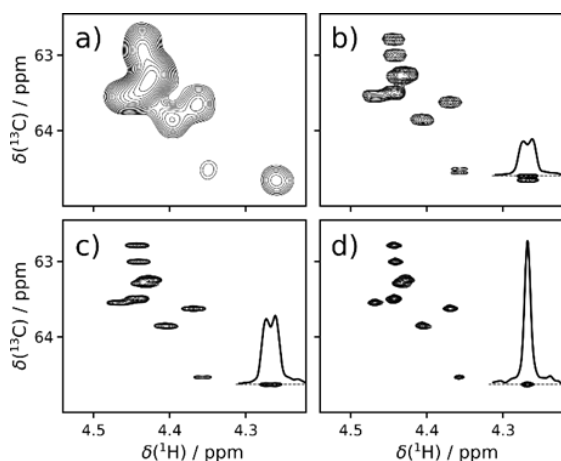 a)
b)
63
64
δ(¹³C) / ppm
c)
d)
63
64
δ(¹³C) / ppm
4.5
4.4
4.3
4.5
4.4
4.3
δ(¹H) / ppm
δ(¹H) / ppm